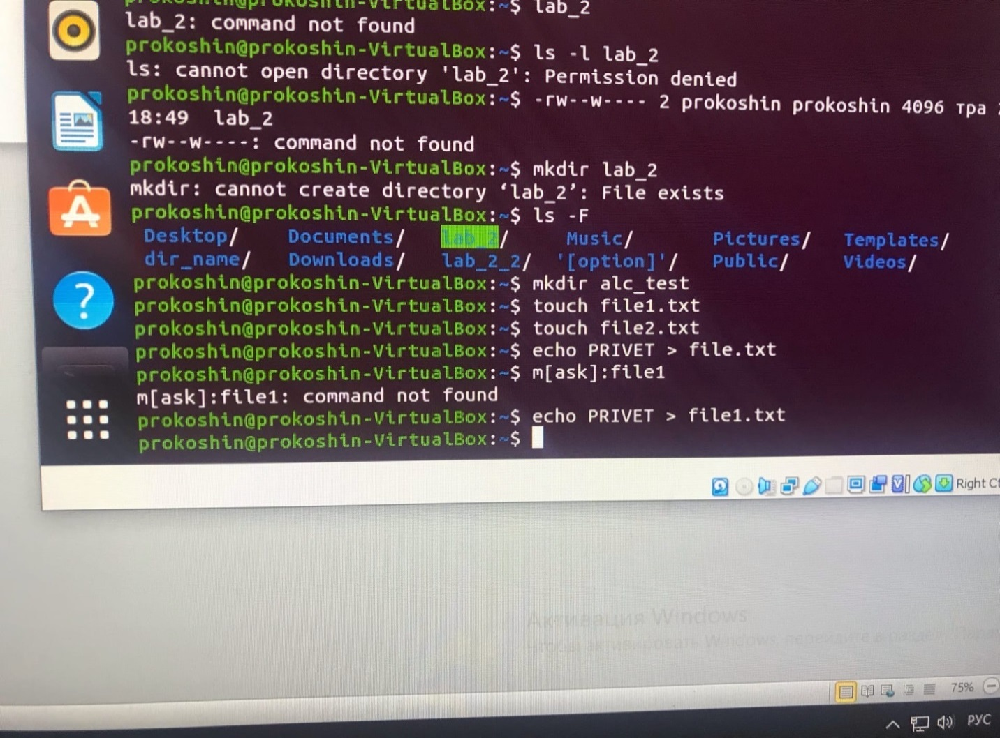 prokoshin@prokoshin-VirtualBox:~$ lab_2
lab_2: command not found
prokoshin@prokoshin-VirtualBox:~$ ls -l lab_2
ls: cannot open directory 'lab_2': Permission denied
prokoshin@prokoshin-VirtualBox:~$ -rw--w---- 2 prokoshin prokoshin 4096 тра
18:49 lab_2
-rw--w----: command not found
prokoshin@prokoshin-VirtualBox:~$ mkdir lab_2
mkdir: cannot create directory ‘lab_2’: File exists
prokoshin@prokoshin-VirtualBox:~$ ls -F
Desktop/ Documents/ lab_2/ Music/ Pictures/ Templates/
dir_name/ Downloads/ lab_2_2/ '[option]'/ Public/ Videos/
prokoshin@prokoshin-VirtualBox:~$ mkdir alc_test
prokoshin@prokoshin-VirtualBox:~$ touch file1.txt
prokoshin@prokoshin-VirtualBox:~$ touch file2.txt
prokoshin@prokoshin-VirtualBox:~$ echo PRIVET > file.txt
prokoshin@prokoshin-VirtualBox:~$ m[ask]:file1
m[ask]:file1: command not found
prokoshin@prokoshin-VirtualBox:~$ echo PRIVET > file1.txt
prokoshin@prokoshin-VirtualBox:~$
Right Ct
Активация Windows
Чтобы активировать Windows, перейдите в раздел
75%
РУС